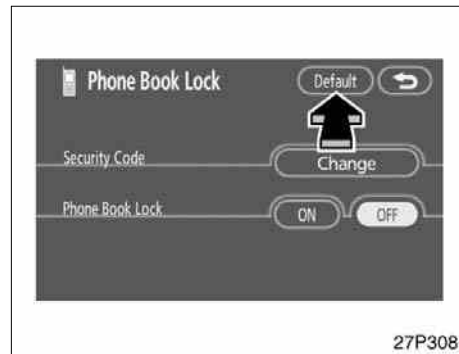 Phone Book Lock Default
Security Code Change
Phone Book Lock ON OFF
27P308